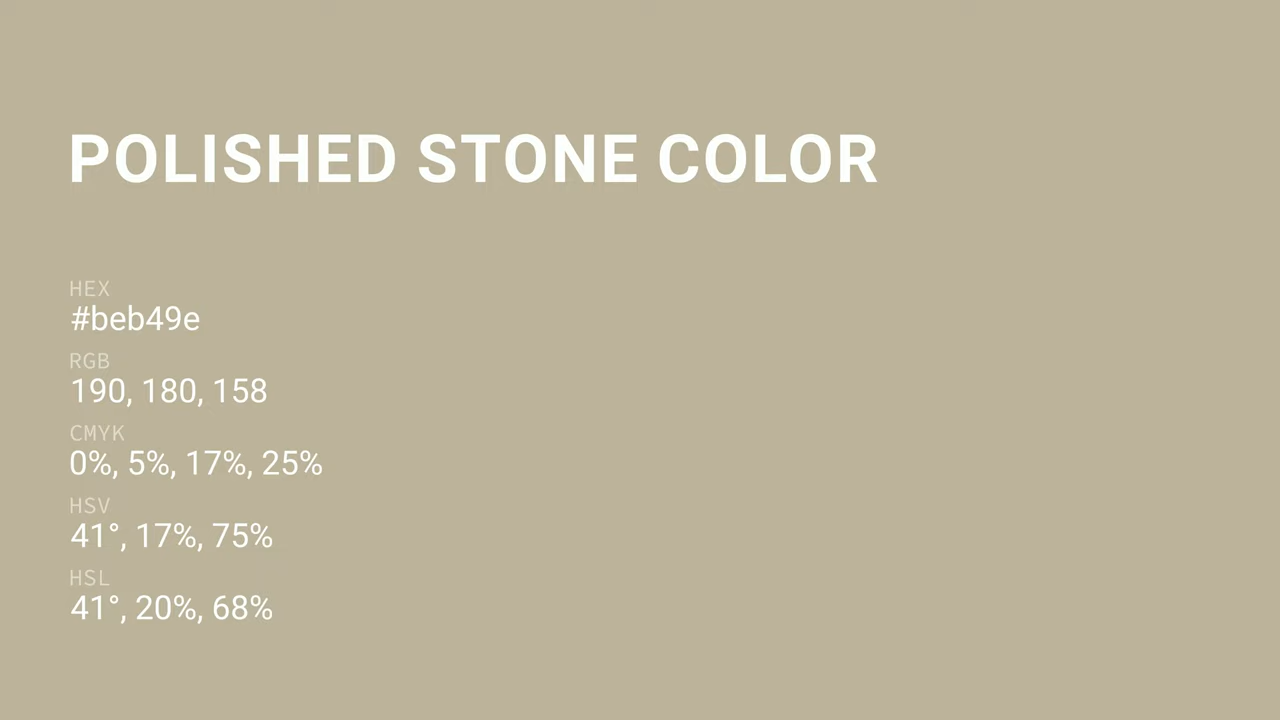 POLISHED STONE COLOR
HEX
#beb49e
RGB
190, 180, 158
CMYK
0%, 5%, 17%, 25%
HSV
41°, 17%, 75%
HSL
41°, 20%, 68%